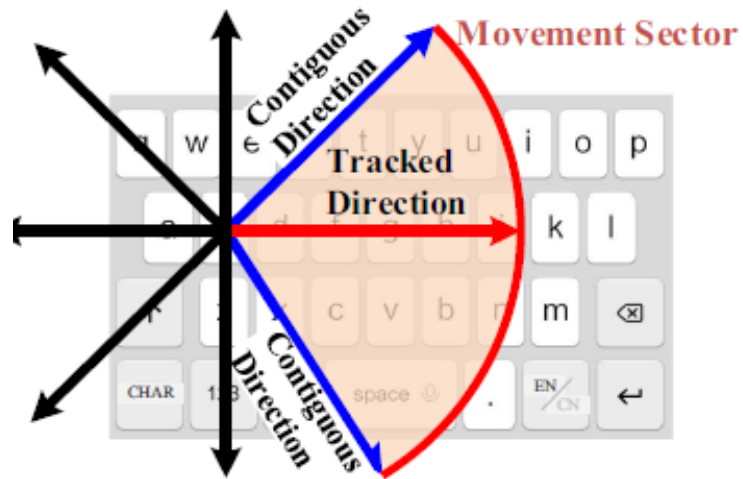 Movement Sector
Contiguous
Direction
Tracked
Direction
Contiguous
Direction
q w e t y u i o p
a d f g h j k l
z x c v b n m
CHAR 123 space . EN/CN